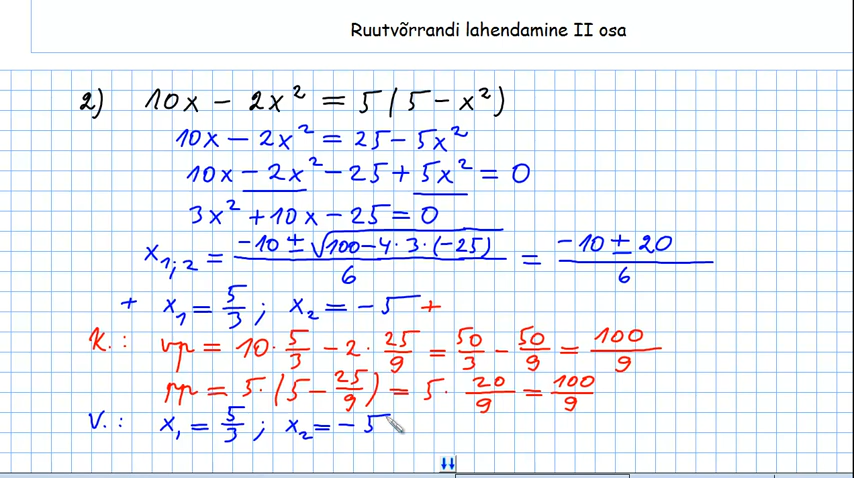 Ruutvõrrandi lahendamine II osa
2) 10x - 2x² = 5(5 - x²)
10x - 2x² = 25 - 5x²
10x - 2x² - 25 + 5x² = 0
3x² + 10x - 25 = 0
x₁;₂ = (-10 ± √(100 - 4 · 3 · (-25)))/6 = (-10 ± 20)/6
+ x₁ = 5/3 ; x₂ = -5 +
K.: vp = 10 · 5/3 - 2 · 25/9 = 50/3 - 50/9 = 100/9
pp = 5 · (5 - 25/9) = 5 · 20/9 = 100/9
V.: x₁ = 5/3 ; x₂ = -5